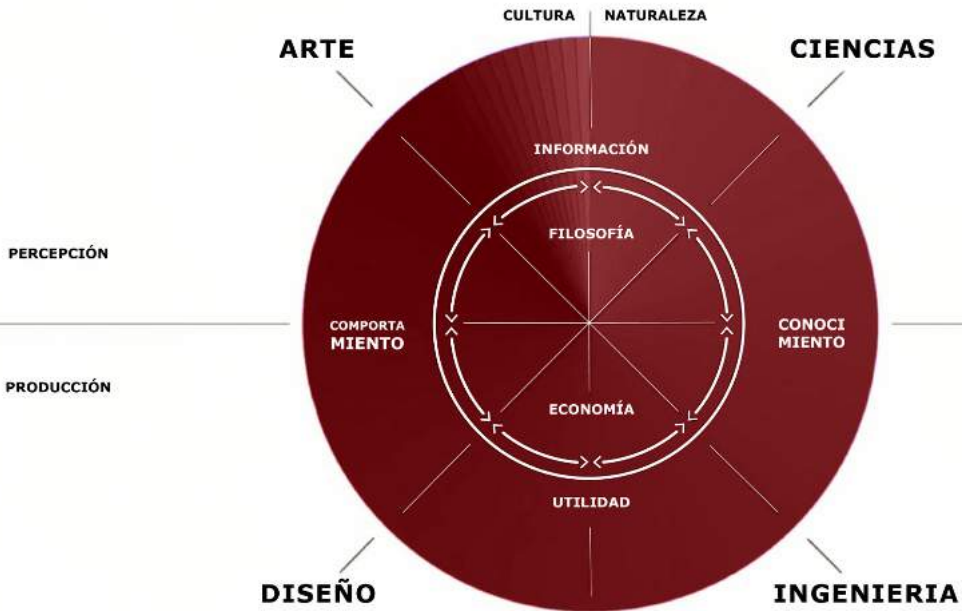 CULTURA NATURALEZA
ARTE
CIENCIAS
INFORMACIÓN
FILOSOFÍA
PERCEPCIÓN
COMPORTA
MIENTO
CONOCI
MIENTO
PRODUCCIÓN
ECONOMÍA
UTILIDAD
DISEÑO
INGENIERIA